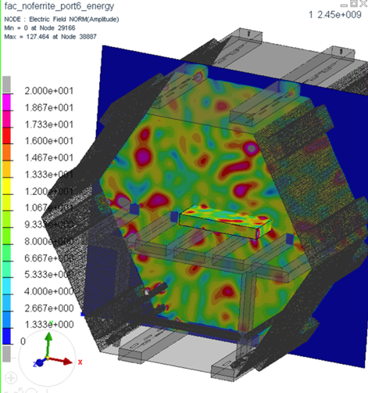 fac_noferrite_port6_energy
NODE : Electric Field NORM(Amplitude)
Min = 0 at Node 29166
Max = 127.464 at Node 38887
1 2.45e+009
2.000e+001
1.867e+001
1.733e+001
1.600e+001
1.467e+001
1.333e+001
1.200e+001
1.067e+001
9.333e+000
8.000e+000
6.667e+000
5.333e+000
4.000e+000
2.667e+000
1.333e+000
0
Y
Z
X